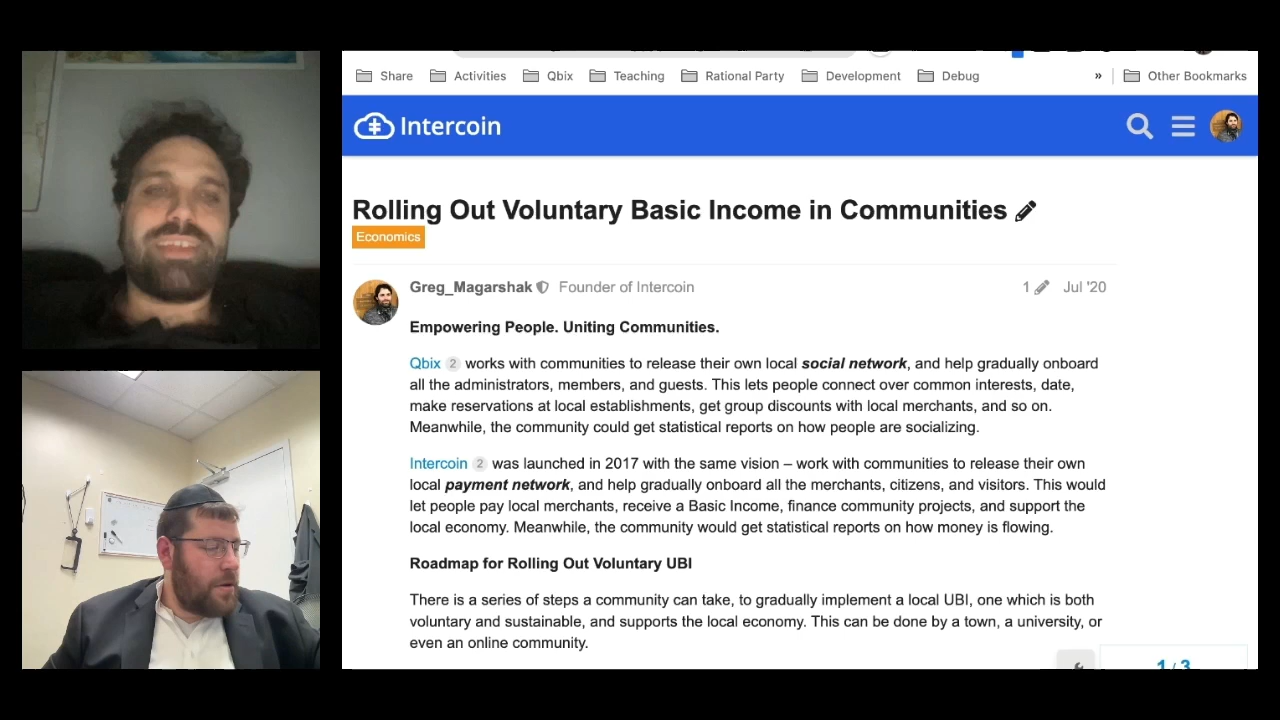 Share Activities Qbix Teaching Rational Party Development Debug » Other Bookmarks
Intercoin
Rolling Out Voluntary Basic Income in Communities
Economics
Greg_Magarshak Founder of Intercoin 1 Jul '20
Empowering People. Uniting Communities.
Qbix 2 works with communities to release their own local social network, and help gradually onboard
all the administrators, members, and guests. This lets people connect over common interests, date,
make reservations at local establishments, get group discounts with local merchants, and so on.
Meanwhile, the community could get statistical reports on how people are socializing.
Intercoin 2 was launched in 2017 with the same vision – work with communities to release their own
local payment network, and help gradually onboard all the merchants, citizens, and visitors. This would
let people pay local merchants, receive a Basic Income, finance community projects, and support the
local economy. Meanwhile, the community would get statistical reports on how money is flowing.
Roadmap for Rolling Out Voluntary UBI
There is a series of steps a community can take, to gradually implement a local UBI, one which is both
voluntary and sustainable, and supports the local economy. This can be done by a town, a university, or
even an online community.
1 / 3